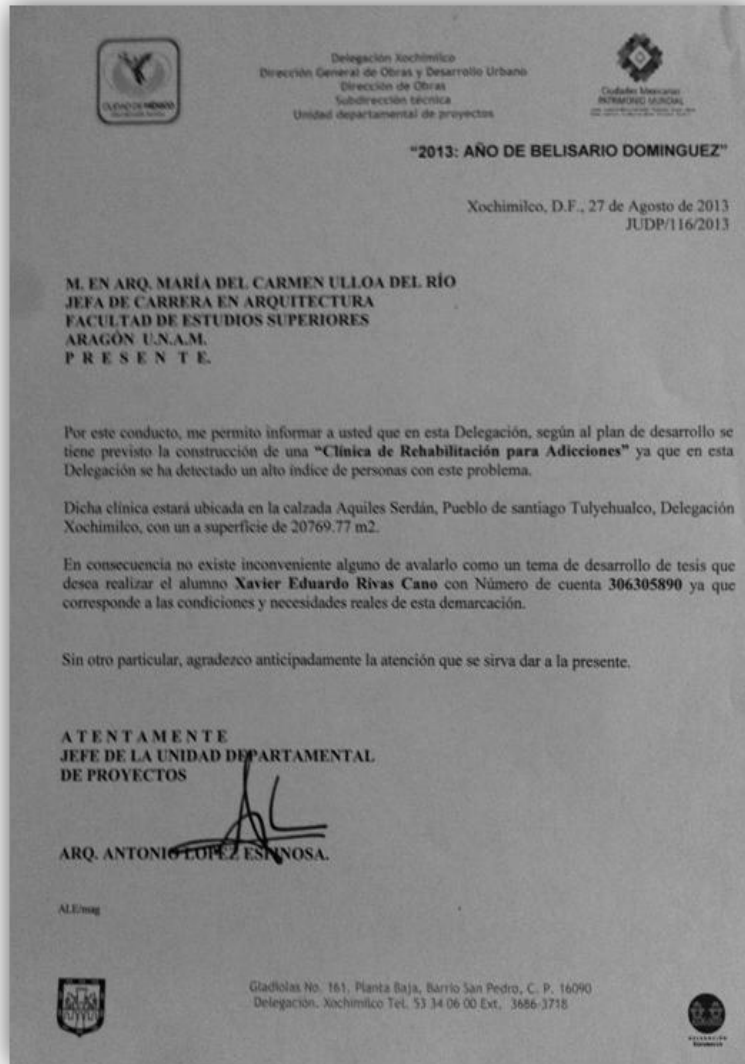 CIUDAD DE MÉXICO
Delegación Xochimilco
Dirección General de Obras y Desarrollo Urbano
Dirección de Obras
Subdirección técnica
Unidad departamental de proyectos
Ciudades Mexicanas
PATRIMONIO MUNDIAL
"2013: AÑO DE BELISARIO DOMINGUEZ"
Xochimilco, D.F., 27 de Agosto de 2013
JUDP/116/2013
M. EN ARQ. MARÍA DEL CARMEN ULLOA DEL RÍO
JEFA DE CARRERA EN ARQUITECTURA
FACULTAD DE ESTUDIOS SUPERIORES
ARAGÓN U.N.A.M.
P R E S E N T E.
Por este conducto, me permito informar a usted que en esta Delegación, según al plan de desarrollo se
tiene previsto la construcción de una "Clínica de Rehabilitación para Adicciones" ya que en esta
Delegación se ha detectado un alto índice de personas con este problema.
Dicha clínica estará ubicada en la calzada Aquiles Serdán, Pueblo de santiago Tulyehualco, Delegación
Xochimilco, con un a superficie de 20769.77 m2.
En consecuencia no existe inconveniente alguno de avalarlo como un tema de desarrollo de tesis que
desea realizar el alumno Xavier Eduardo Rivas Cano con Número de cuenta 306305890 ya que
corresponde a las condiciones y necesidades reales de esta demarcación.
Sin otro particular, agradezco anticipadamente la atención que se sirva dar a la presente.
A T E N T A M E N T E
JEFE DE LA UNIDAD DEPARTAMENTAL
DE PROYECTOS
ARQ. ANTONIO LOPEZ ESPINOSA.
ALE/mag
Gladiolas No. 161, Planta Baja, Barrio San Pedro, C. P. 16090
Delegación, Xochimilco Tel. 53 34 06 00 Ext. 3686-3718